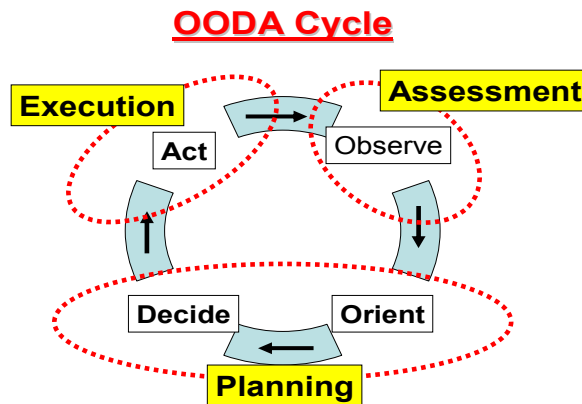 OODA Cycle
Execution
Assessment
Act
Observe
Decide
Orient
Planning